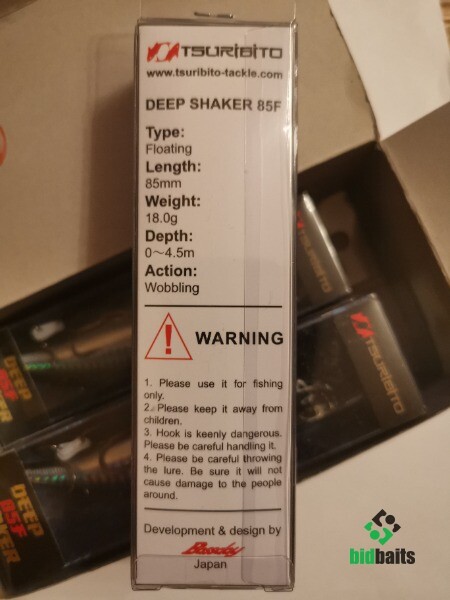 TSURIBITO
www.tsuribito-tackle.com
DEEP SHAKER 85F
Type:
Floating
Length:
85mm
Weight:
18.0g
Depth:
0～4.5m
Action:
Wobbling
WARNING
1. Please use it for fishing
only.
2. Please keep it away from
children.
3. Hook is keenly dangerous.
Please be careful handling it.
4. Please be careful throwing
the lure. Be sure it will not
cause damage to the people
around.
Development & design by
Japan
TSURIBITO
TSURIBITO
DEEP
85F
DEEP
85F
bidbaits